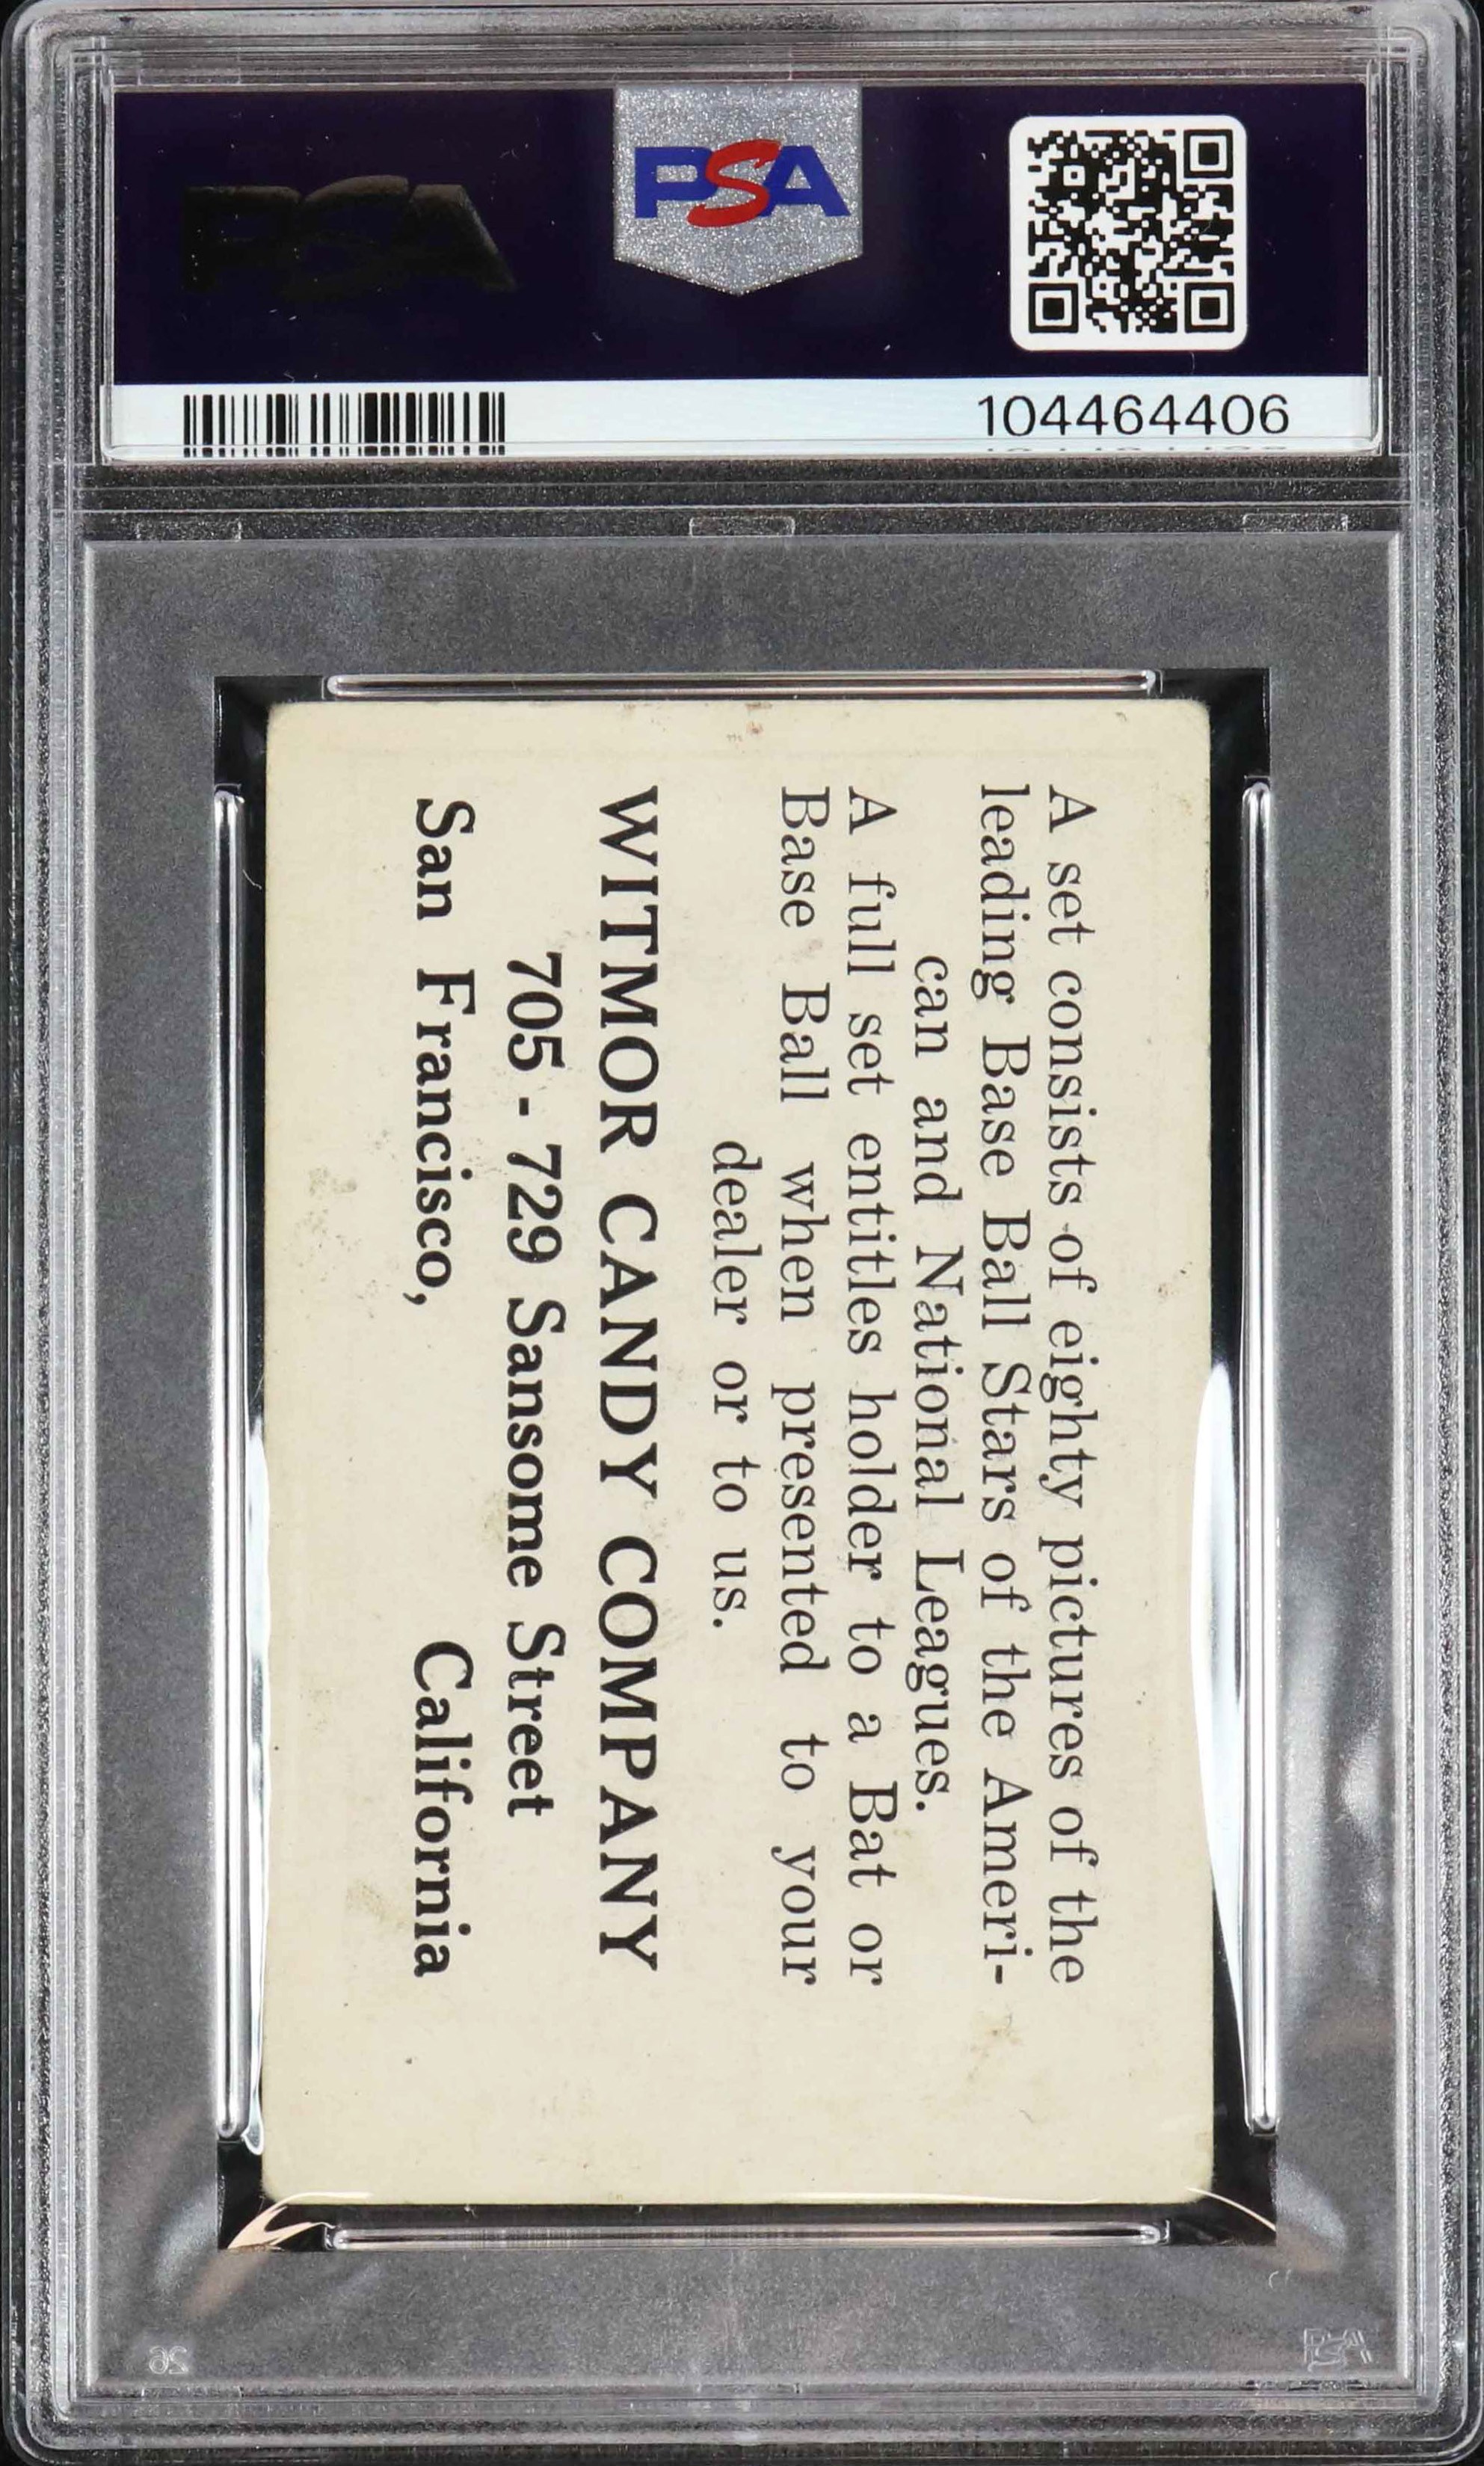 PSA
PSA
104464406
A set consists of eighty pictures of the
leading Base Ball Stars of the Ameri-
can and National Leagues.
A full set entitles holder to a Bat or
Base Ball when presented to your
dealer or to us.
WITMOR CANDY COMPANY
705 - 729 Sansome Street
San Francisco, California
PSA